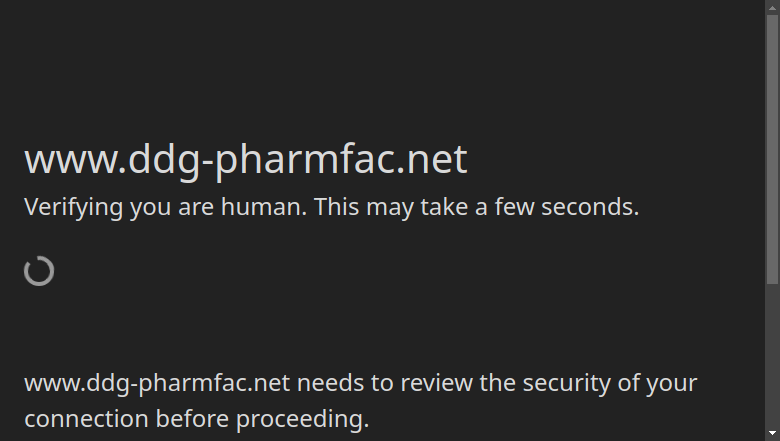 www.ddg-pharmfac.net
Verifying you are human. This may take a few seconds.
www.ddg-pharmfac.net needs to review the security of your
connection before proceeding.